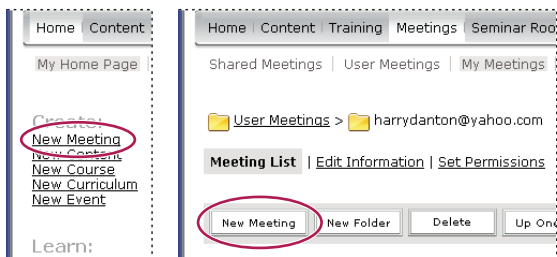 Home Content
My Home Page
Create:
New Meeting
New Content
New Course
New Curriculum
New Event
Learn:
Home Content Training Meetings Seminar Roo
Shared Meetings User Meetings My Meetings
User Meetings > harrydanton@yahoo.com
Meeting List | Edit Information | Set Permissions
New Meeting New Folder Delete Up One